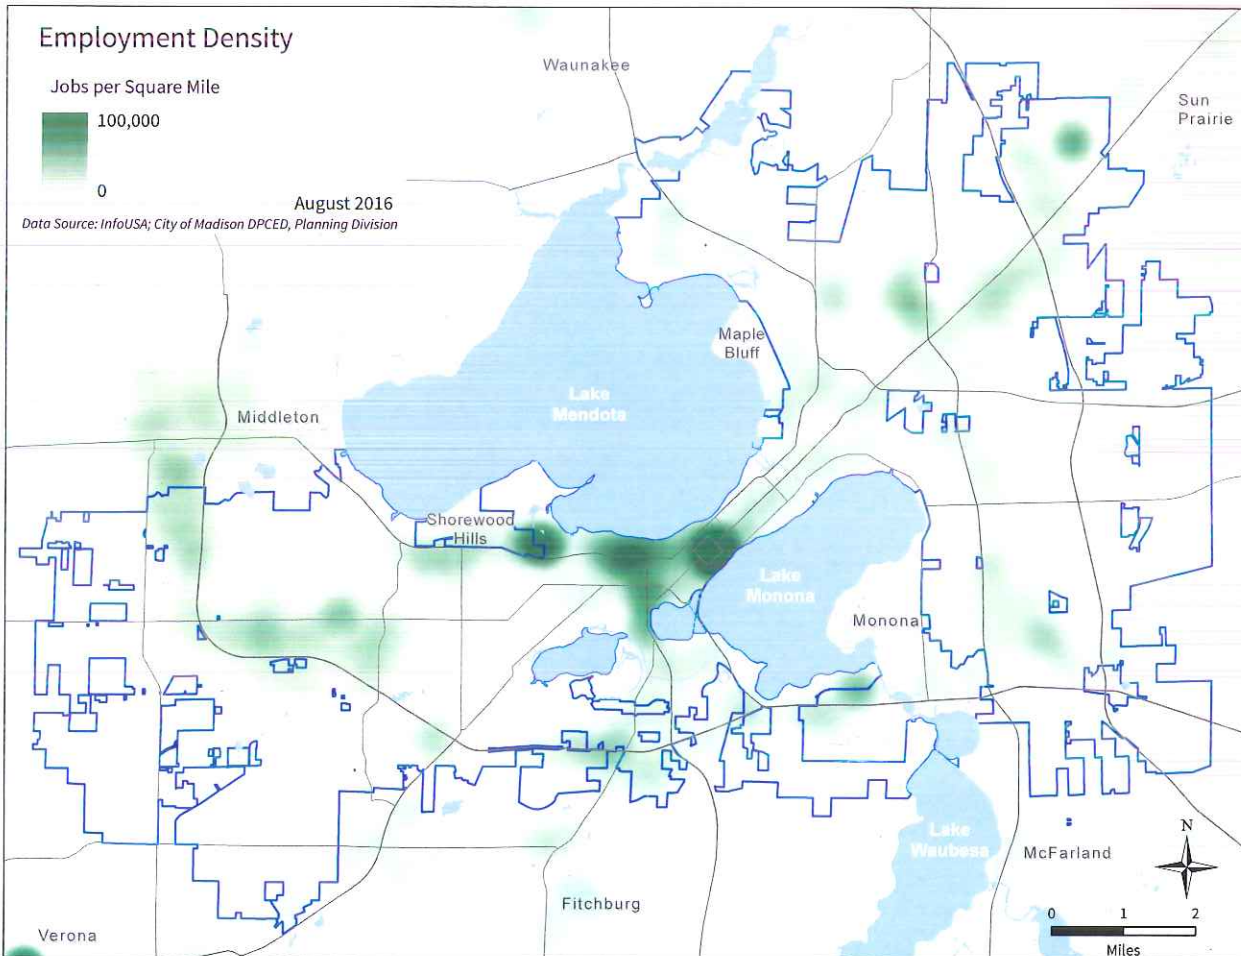 Employment Density
Jobs per Square Mile
100,000
0
August 2016
Data Source: InfoUSA; City of Madison DPCED, Planning Division
Waunakee
Sun
Prairie
Maple
Bluff
Lake
Mendota
Middleton
Shorewood
Hills
Lake
Monona
Monona
Lake
Waubesa
McFarland
Fitchburg
Verona
N
0 1 2
Miles